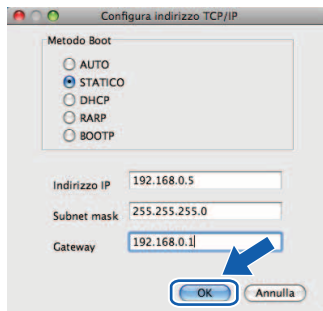 Configura indirizzo TCP/IP
Metodo Boot
AUTO
STATICO
DHCP
RARP
BOOTP
Indirizzo IP 192.168.0.5
Subnet mask 255.255.255.0
Gateway 192.168.0.1
OK Annulla